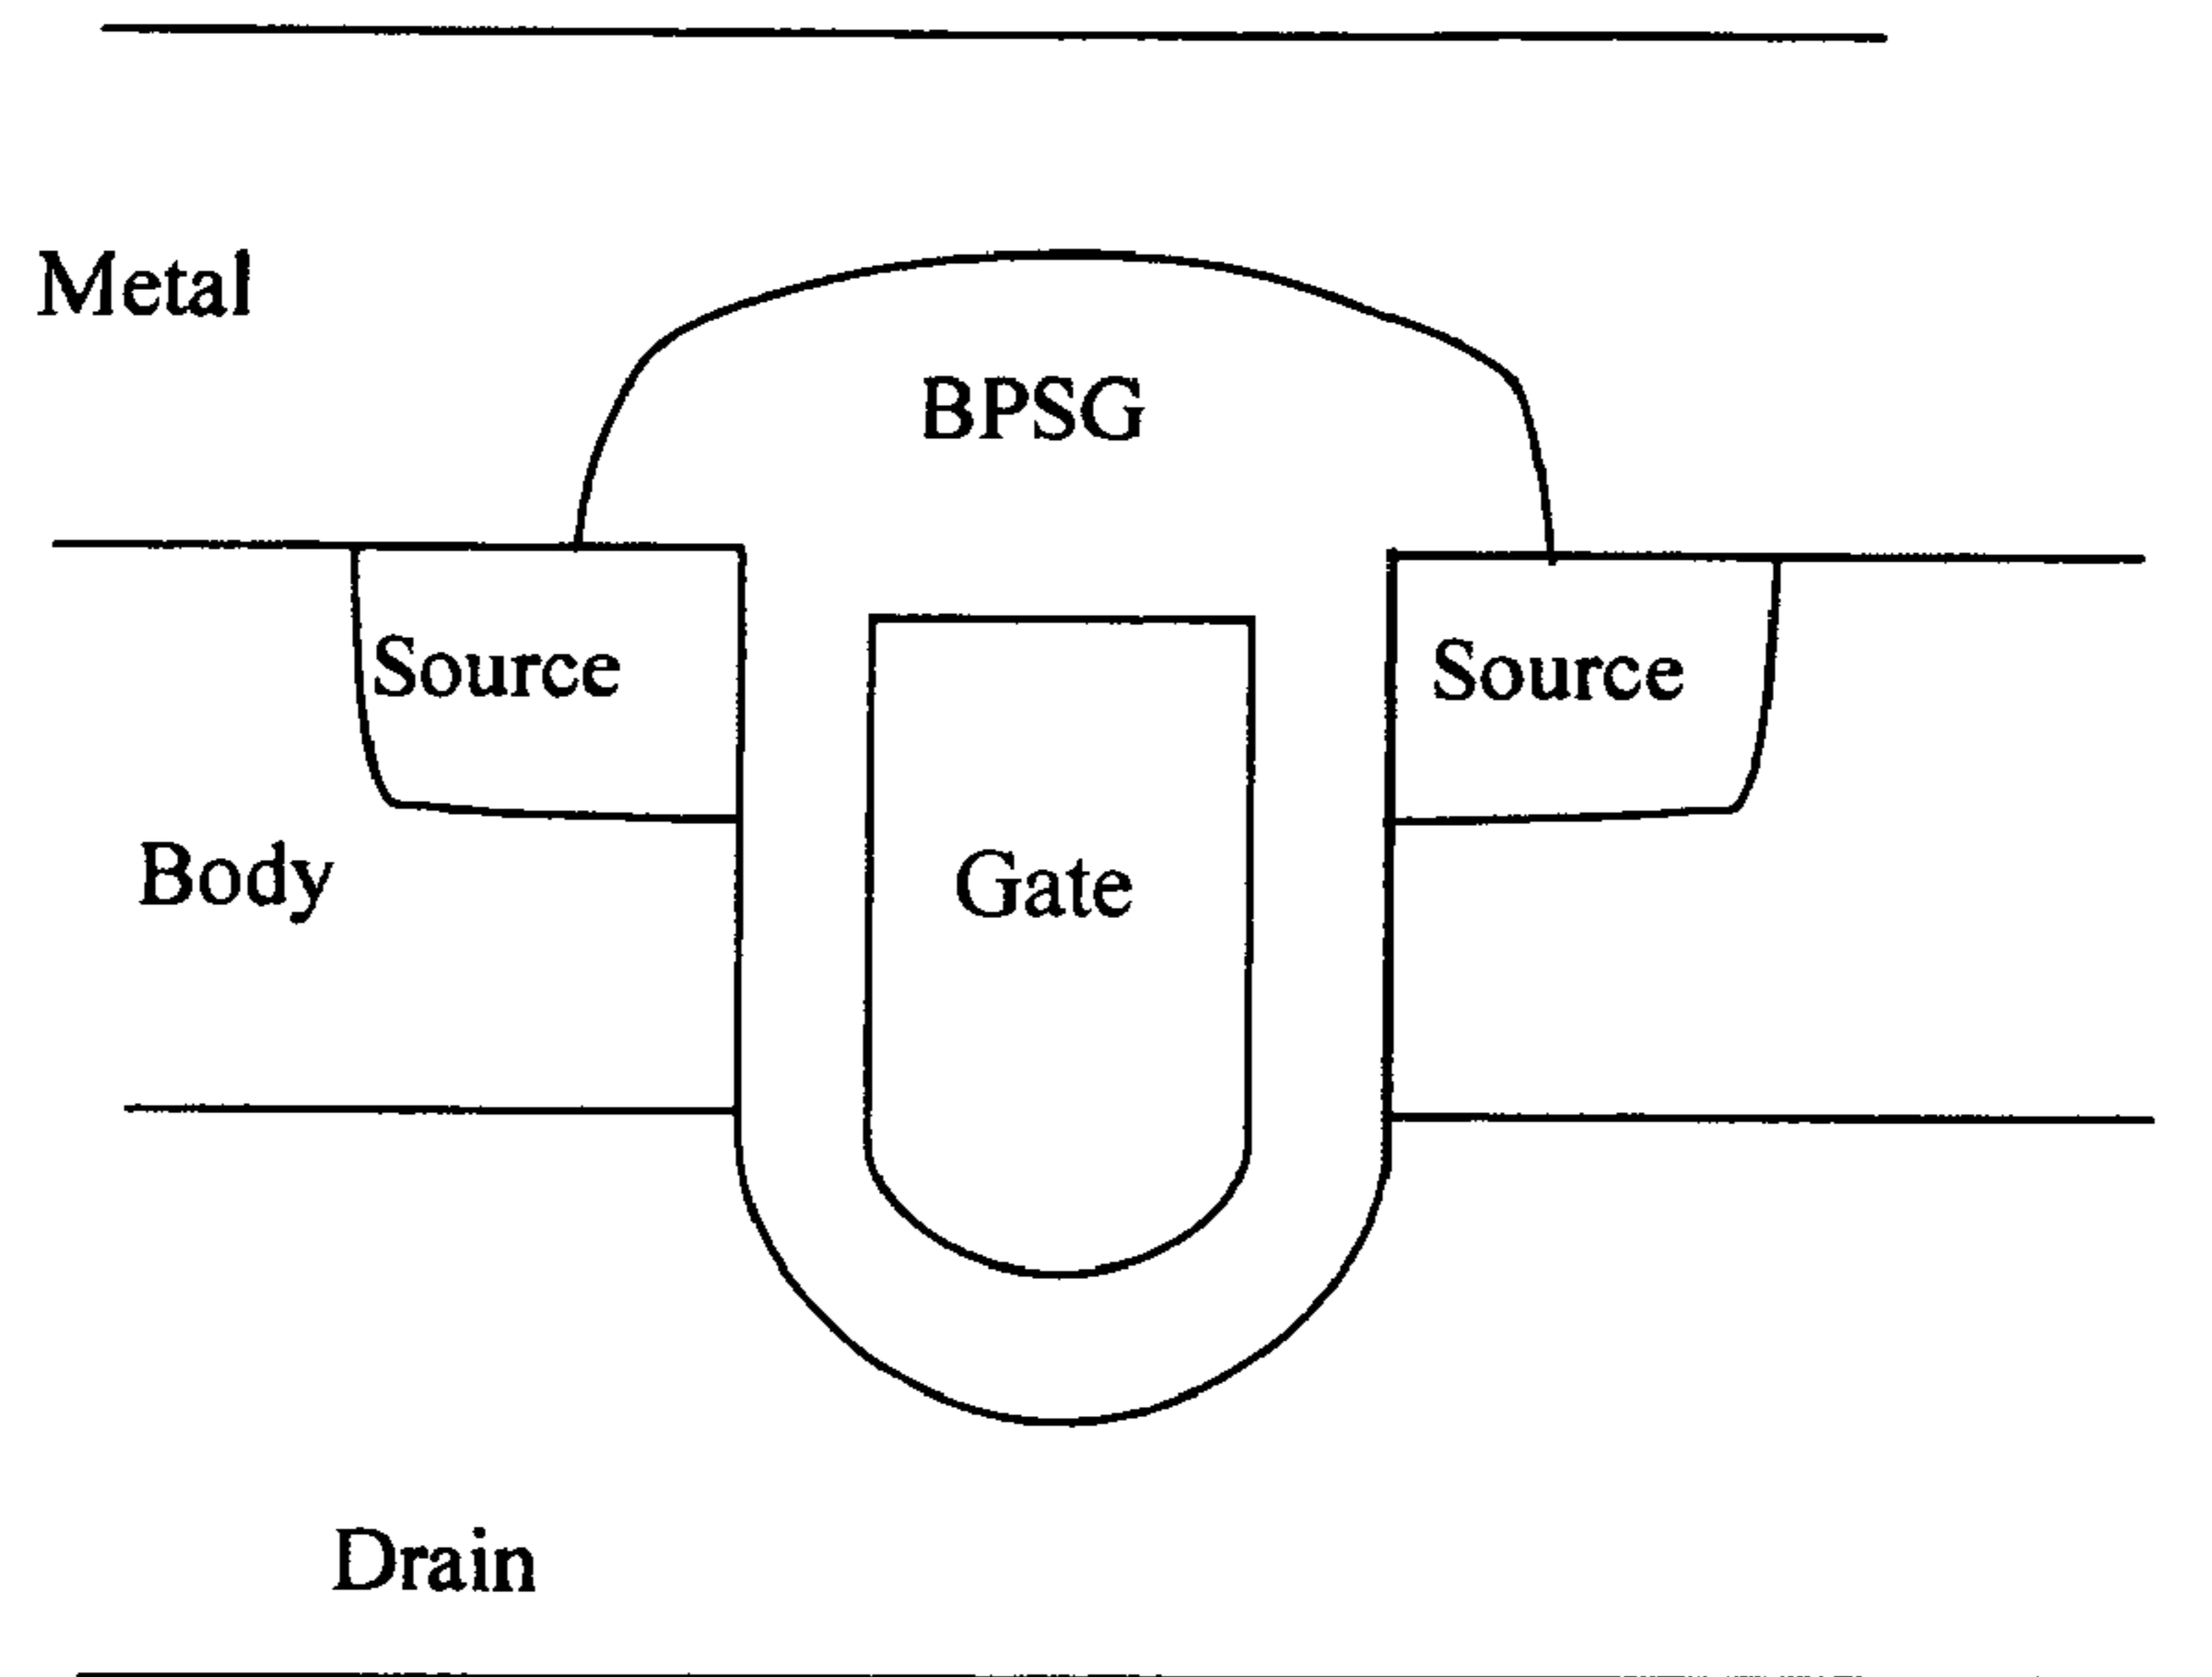 Metal
BPSG
Source
Source
Body
Gate
Drain